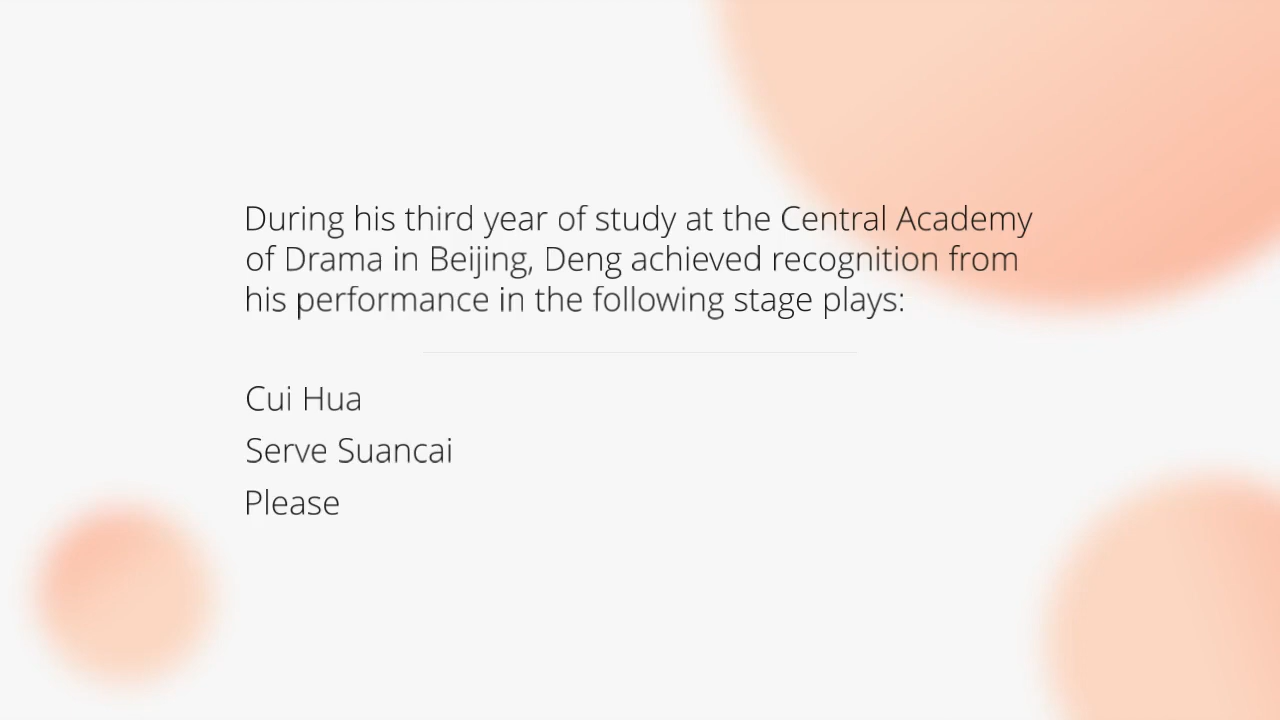 During his third year of study at the Central Academy
of Drama in Beijing, Deng achieved recognition from
his performance in the following stage plays:
Cui Hua
Serve Suancai
Please